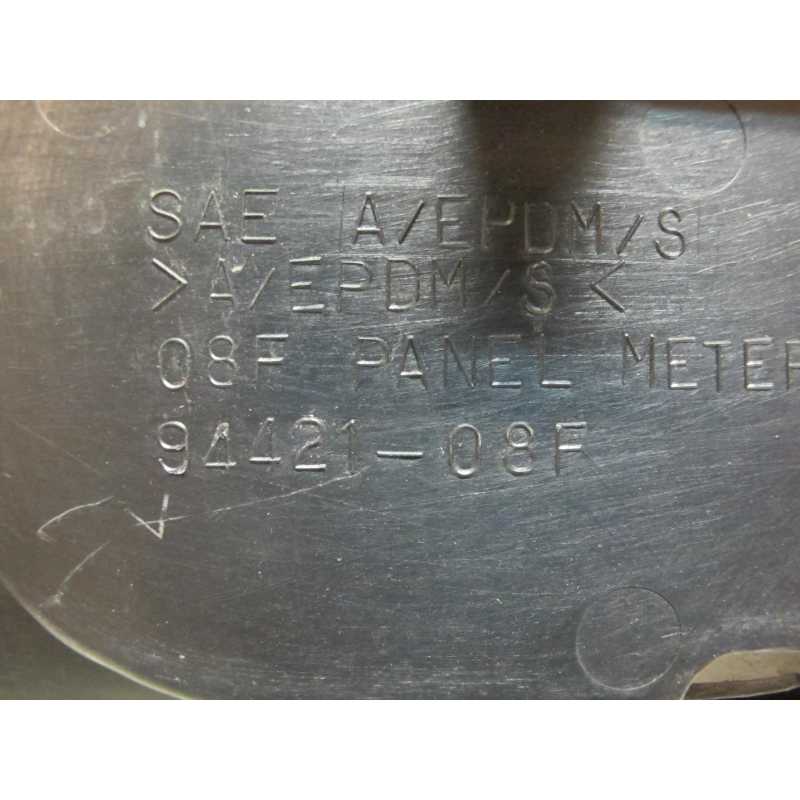 SAE A/EPDM/S
>A/EPDM/S<
08F PANEL METER
94421-08F